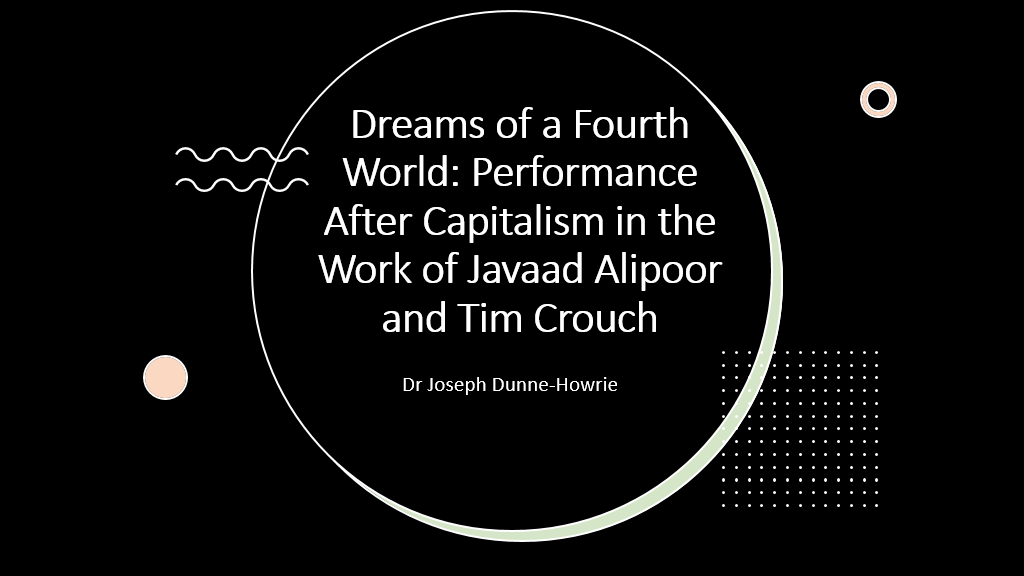 Dreams of a Fourth
World: Performance
After Capitalism in the
Work of Javaad Alipoor
and Tim Crouch
Dr Joseph Dunne-Howrie